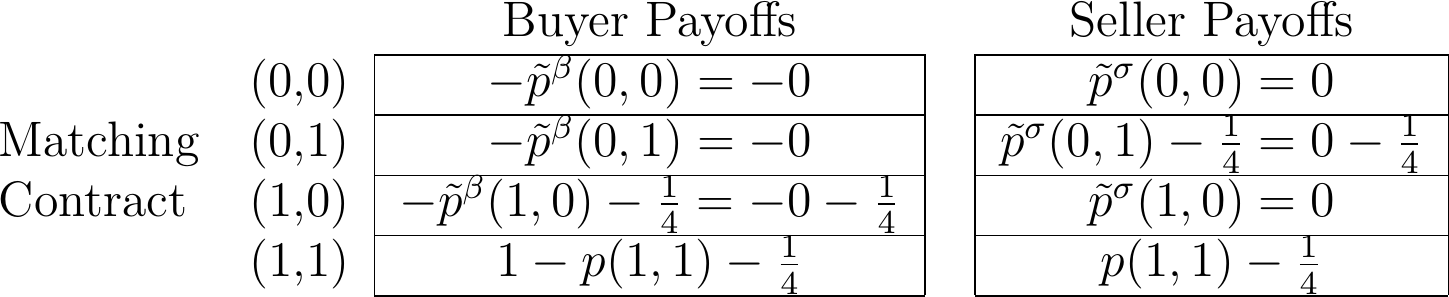 Buyer Payoffs Seller Payoffs
(0,0) −p̃^β(0, 0) = −0 p̃^σ(0, 0) = 0
Matching (0,1) −p̃^β(0, 1) = −0 p̃^σ(0, 1) − 1/4 = 0 − 1/4
Contract (1,0) −p̃^β(1, 0) − 1/4 = −0 − 1/4 p̃^σ(1, 0) = 0
(1,1) 1 − p(1, 1) − 1/4 p(1, 1) − 1/4